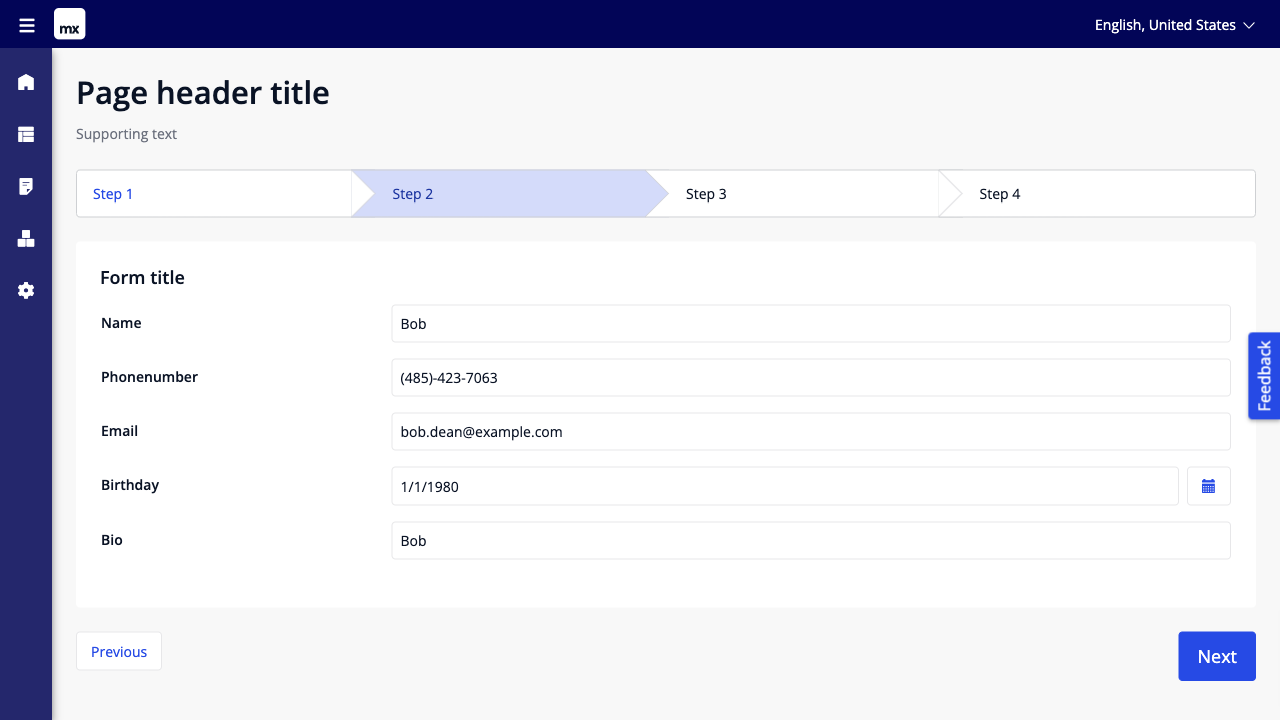 mx
English, United States
Page header title
Supporting text
Step 1
Step 2
Step 3
Step 4
Form title
Name
Bob
Phonenumber
(485)-423-7063
Email
bob.dean@example.com
Birthday
1/1/1980
Bio
Bob
Feedback
Previous
Next